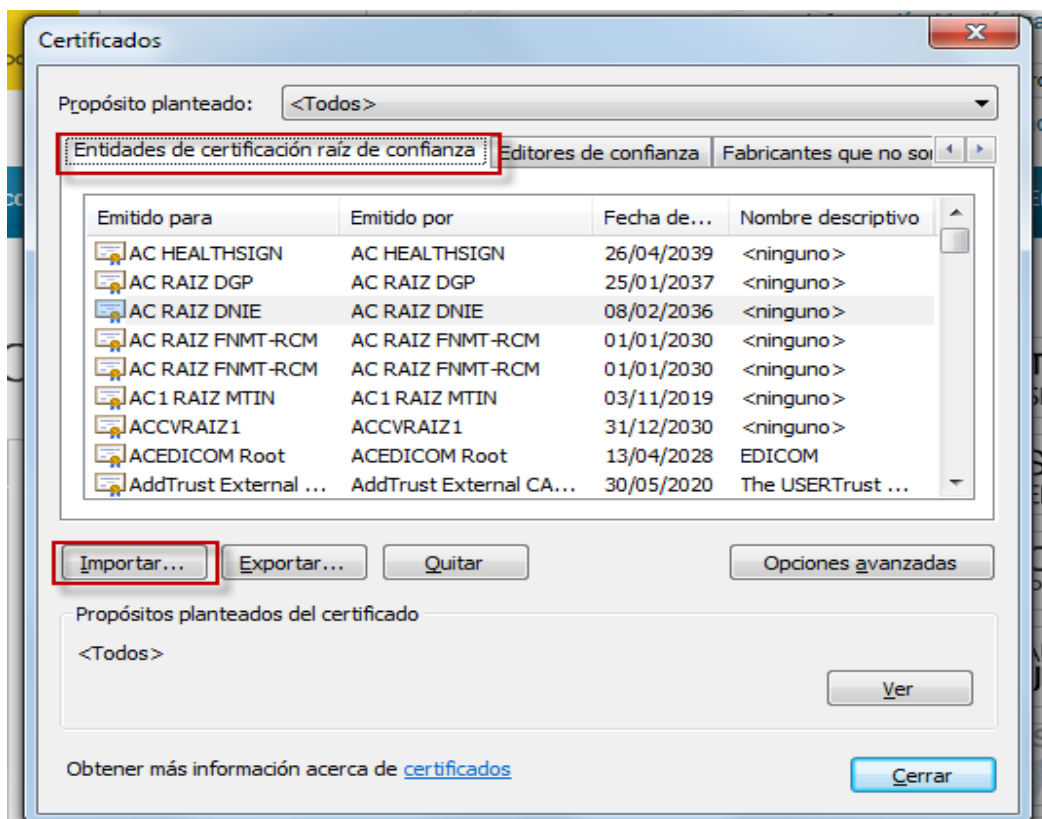 Certificados
Propósito planteado: <Todos>
Entidades de certificación raíz de confianza Editores de confianza Fabricantes que no so
Emitido para Emitido por Fecha de... Nombre descriptivo
AC HEALTHSIGN AC HEALTHSIGN 26/04/2039 <ninguno>
AC RAIZ DGP AC RAIZ DGP 25/01/2037 <ninguno>
AC RAIZ DNIE AC RAIZ DNIE 08/02/2036 <ninguno>
AC RAIZ FNMT-RCM AC RAIZ FNMT-RCM 01/01/2030 <ninguno>
AC RAIZ FNMT-RCM AC RAIZ FNMT-RCM 01/01/2030 <ninguno>
AC1 RAIZ MTIN AC1 RAIZ MTIN 03/11/2019 <ninguno>
ACCVRAIZ1 ACCVRAIZ1 31/12/2030 <ninguno>
ACEDICOM Root ACEDICOM Root 13/04/2028 EDICOM
AddTrust External ... AddTrust External CA... 30/05/2020 The USERTrust ...
Importar... Exportar... Quitar Opciones avanzadas
Propósitos planteados del certificado
<Todos>
Ver
Obtener más información acerca de certificados
Cerrar